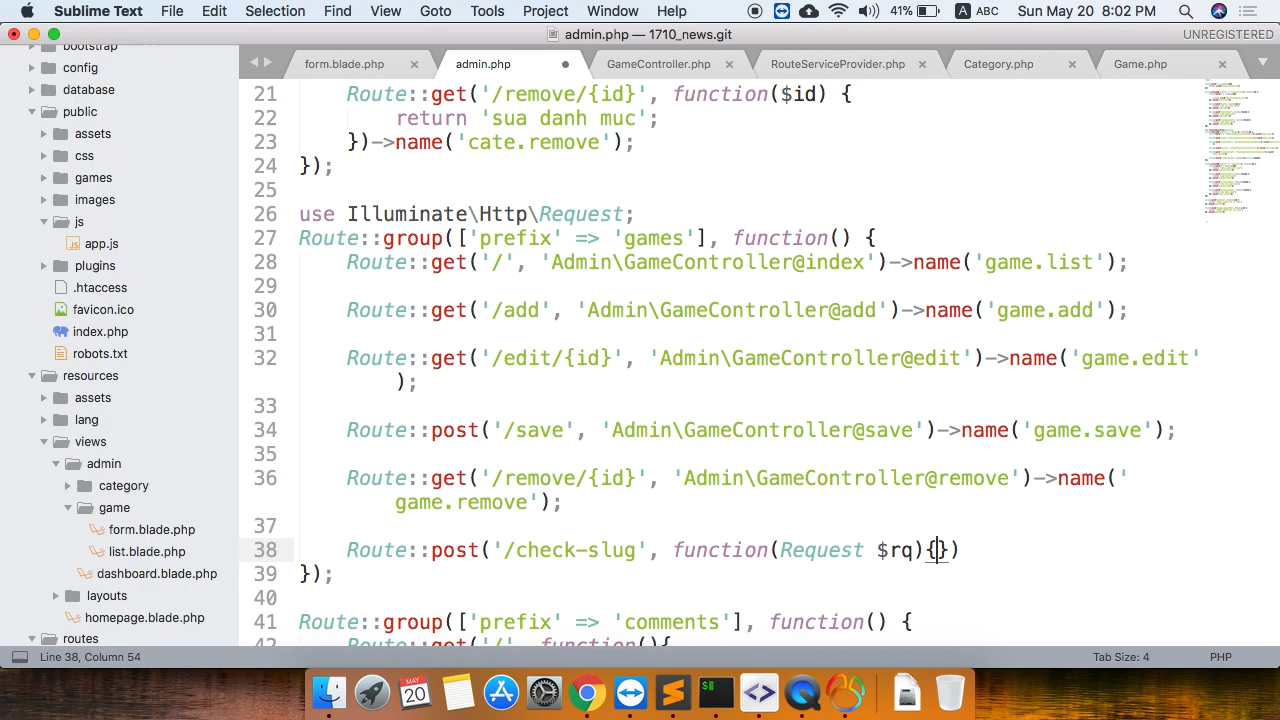 Sublime Text File Edit Selection Find View Goto Tools Project Window Help 41% A ABC Sun May 20 8:02 PM
admin.php — 1710_news.git UNREGISTERED
form.blade.php admin.php GameController.php RouteServiceProvider.php Category.php Game.php
bootstrap
config
database
public
assets
css
games
images
js
app.js
plugins
.htaccess
favicon.ico
index.php
robots.txt
resources
assets
lang
views
admin
category
game
form.blade.php
list.blade.php
dashboard.blade.php
layouts
homepage.blade.php
routes
21 Route::get('/remove/{id}', function($id) {
22 return 'sua danh muc';
23 })->name('cate.remove');
24 });
25
26 use Illuminate\Http\Request;
27 Route::group(['prefix' => 'games'], function() {
28 Route::get('/', 'Admin\GameController@index')->name('game.list');
30 Route::get('/add', 'Admin\GameController@add')->name('game.add');
31
32 Route::get('/edit/{id}', 'Admin\GameController@edit')->name('game.edit'
);
33
34 Route::post('/save', 'Admin\GameController@save')->name('game.save');
36 Route::get('/remove/{id}', 'Admin\GameController@remove')->name('
game.remove');
37
38 Route::post('/check-slug', function(Request $rq){})
39 });
40
41 Route::group(['prefix' => 'comments'], function() {
42 Route::get('/', function(){
Line 38, Column 54 Tab Size: 4 PHP
MAY
20